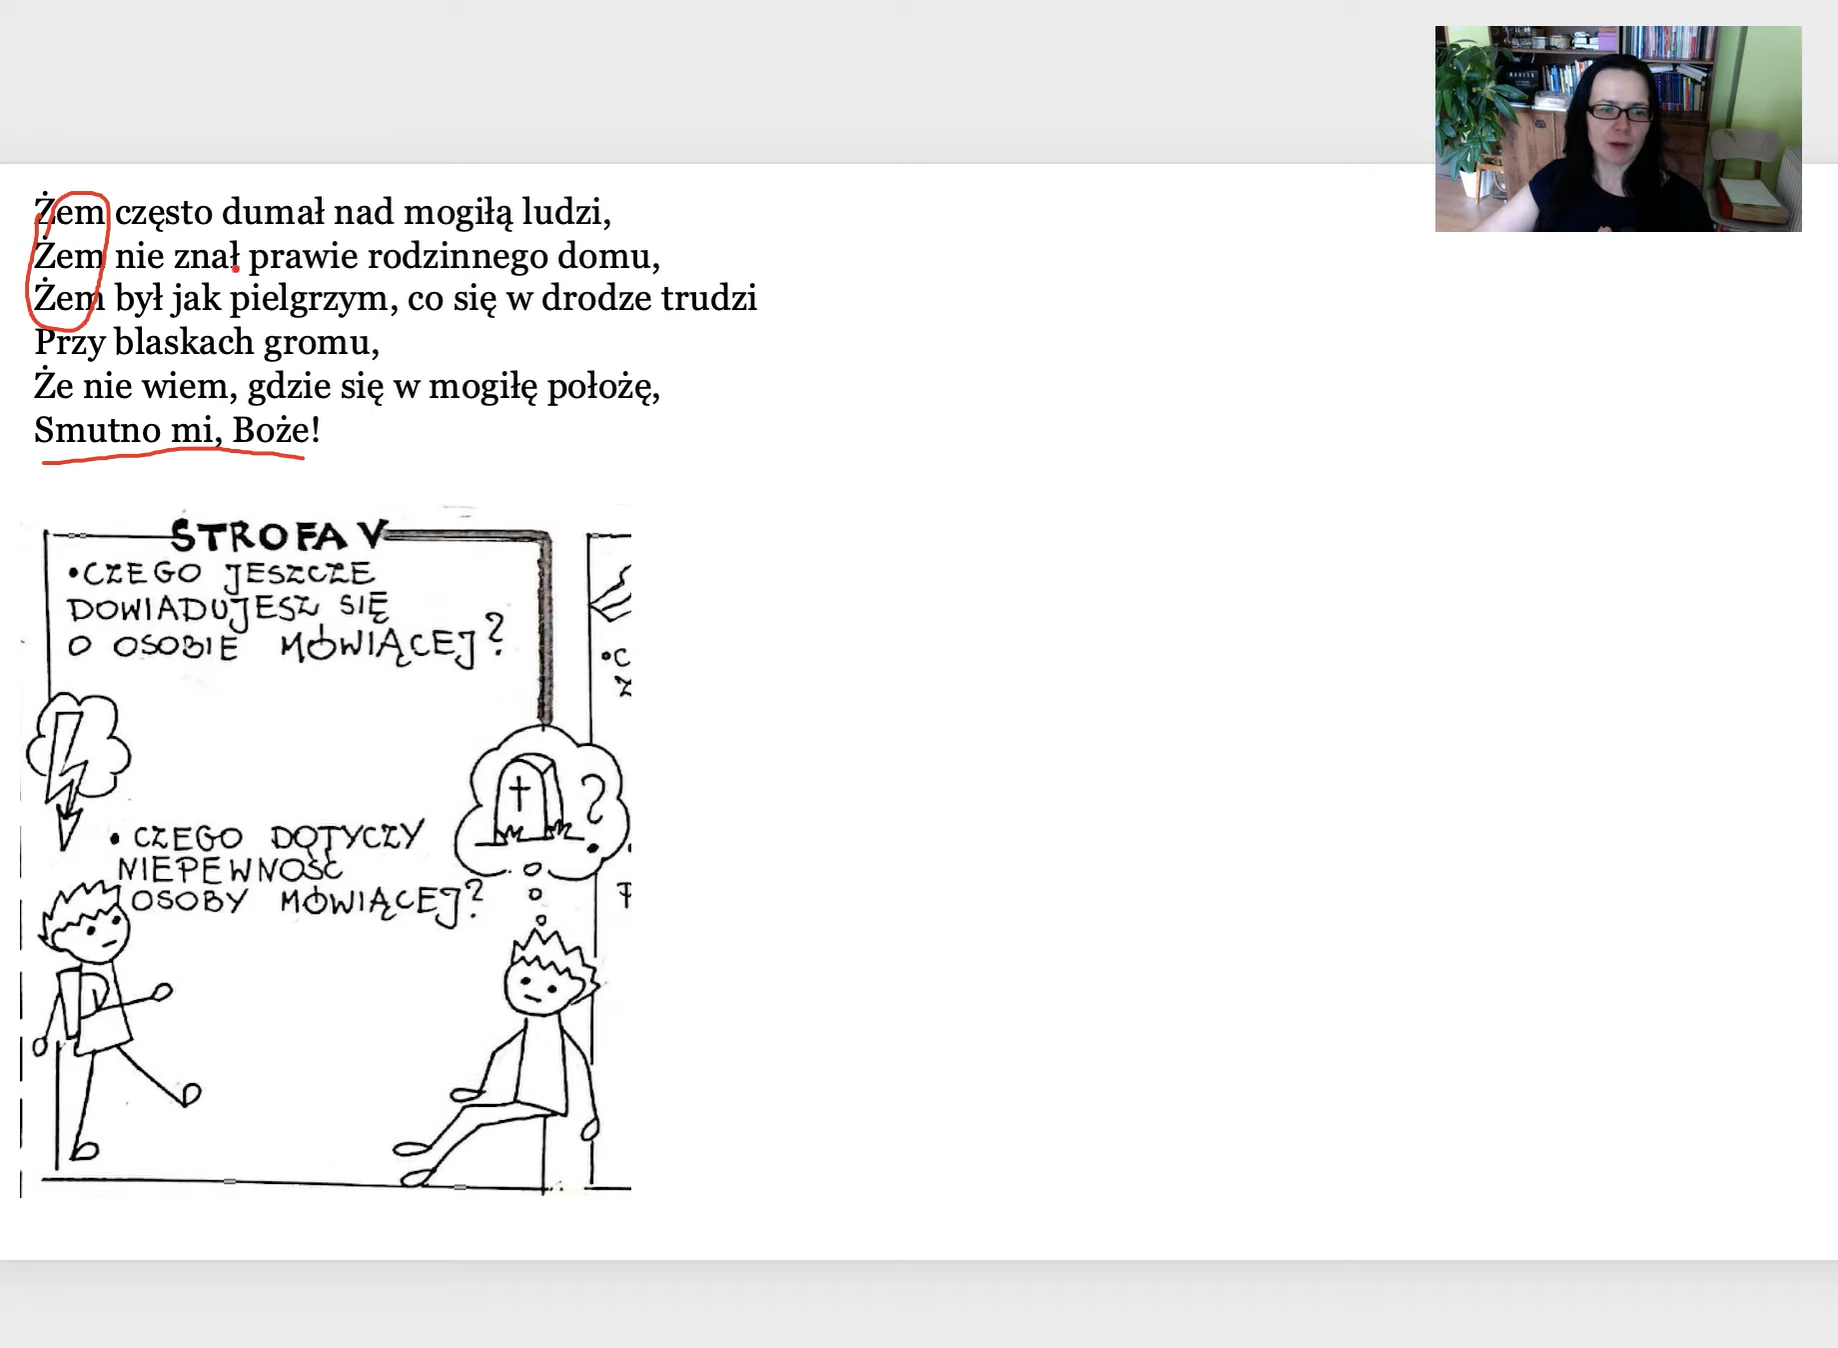 Żem często dumał nad mogiłą ludzi,
Żem nie znał prawie rodzinnego domu,
Żem był jak pielgrzym, co się w drodze trudzi
Przy blaskach gromu,
Że nie wiem, gdzie się w mogiłę położę,
Smutno mi, Boże!
STROFA V
•CZEGO JESZCZE
DOWIADUJESZ SIĘ
O OSOBIE MÓWIĄCEJ?
?
• CZEGO DOTYCZY
NIEPEWNOŚĆ
OSOBY MÓWIĄCEJ?
•C
Z